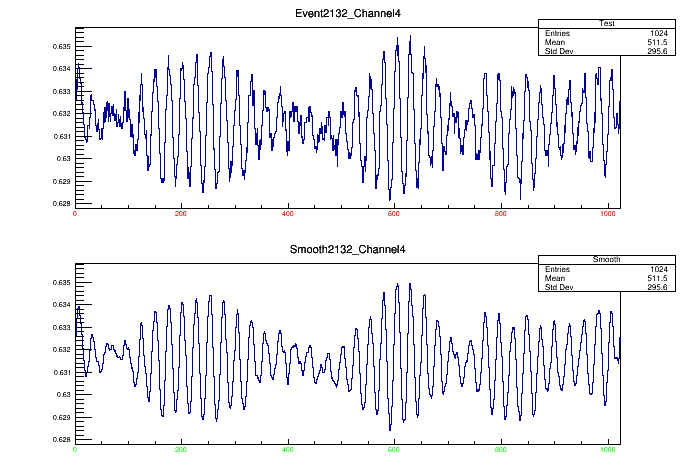 Event2132_Channel4
Test
Entries 1024
Mean 511.5
Std Dev 295.6
0.635
0.634
0.633
0.632
0.631
0.63
0.629
0.628
0 200 400 600 800 1000
Smooth2132_Channel4
Smooth
Entries 1024
Mean 511.5
Std Dev 295.6
0.635
0.634
0.633
0.632
0.631
0.63
0.629
0.628
0 200 400 600 800 1000